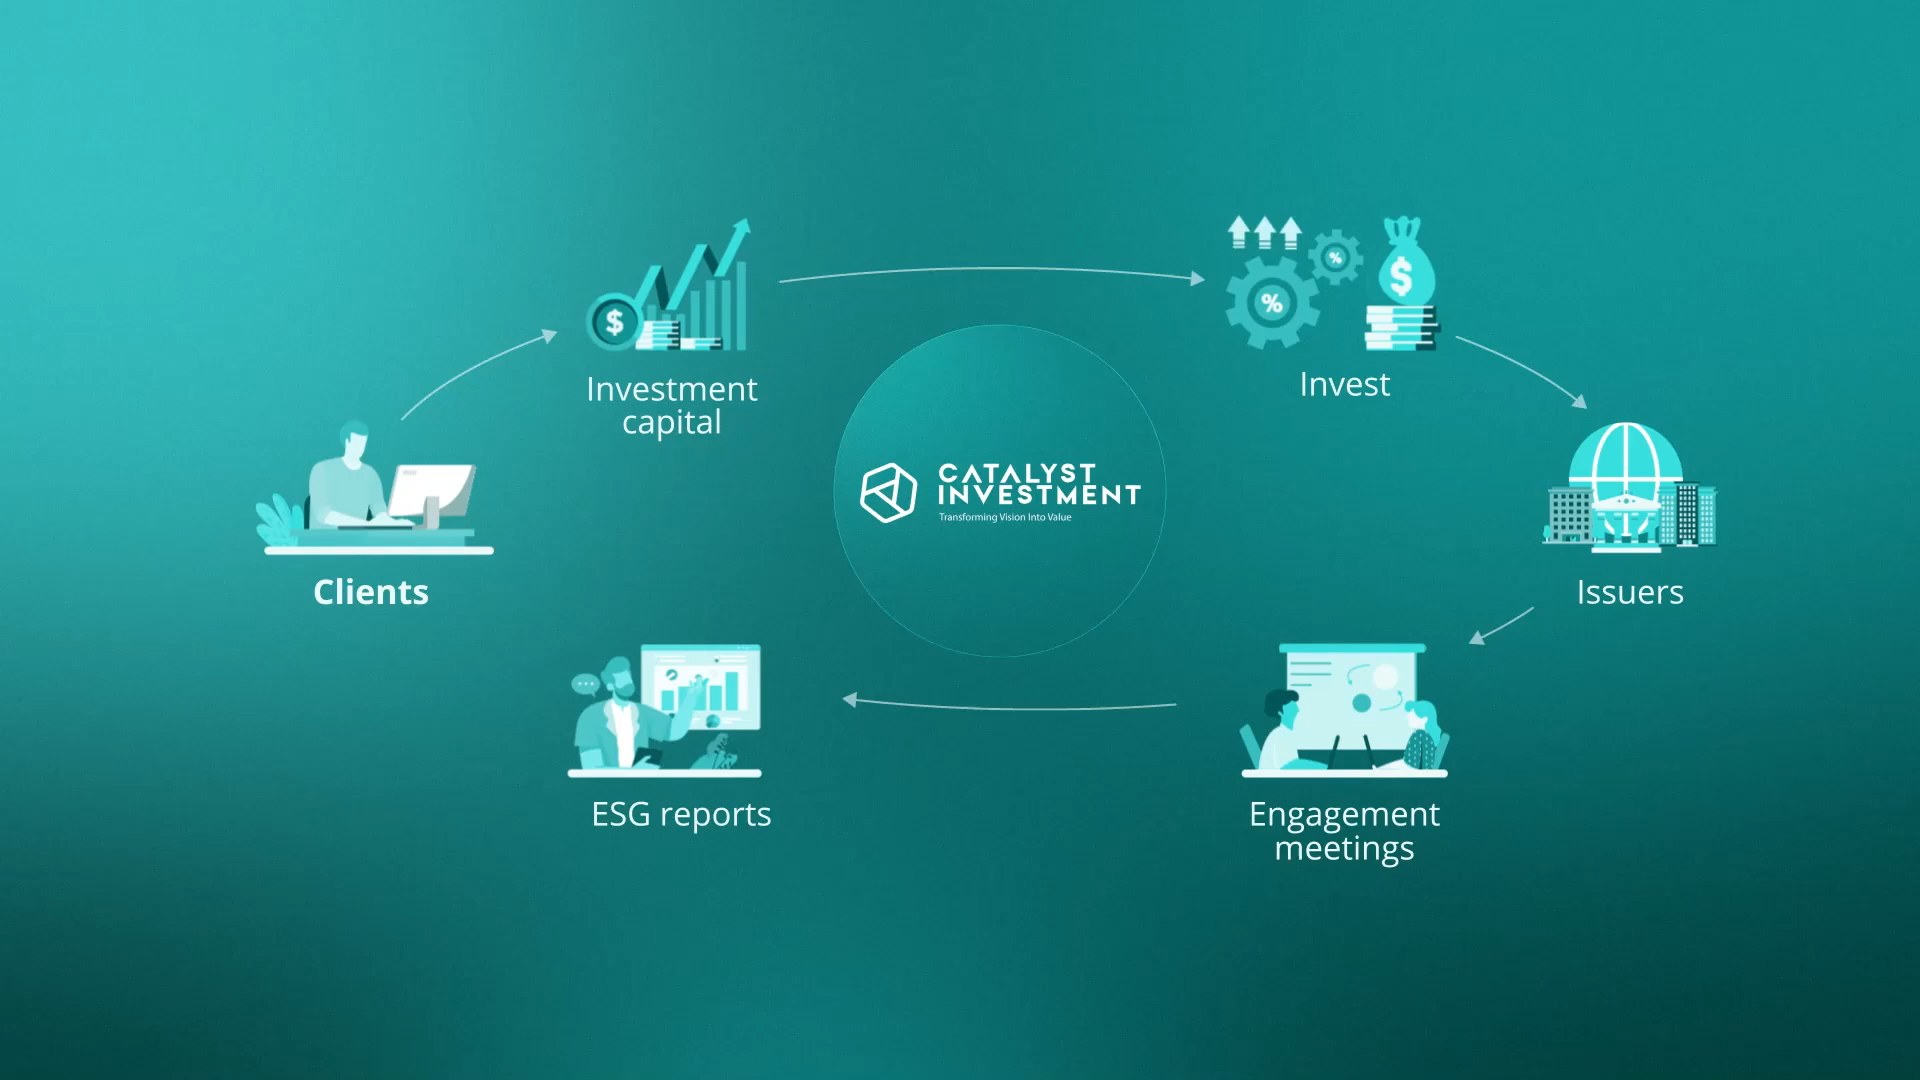 Investment
capital
Invest
CATALYST
INVESTMENT
Transforming Vision Into Value
Clients
Issuers
ESG reports
Engagement
meetings
$
%
%
$